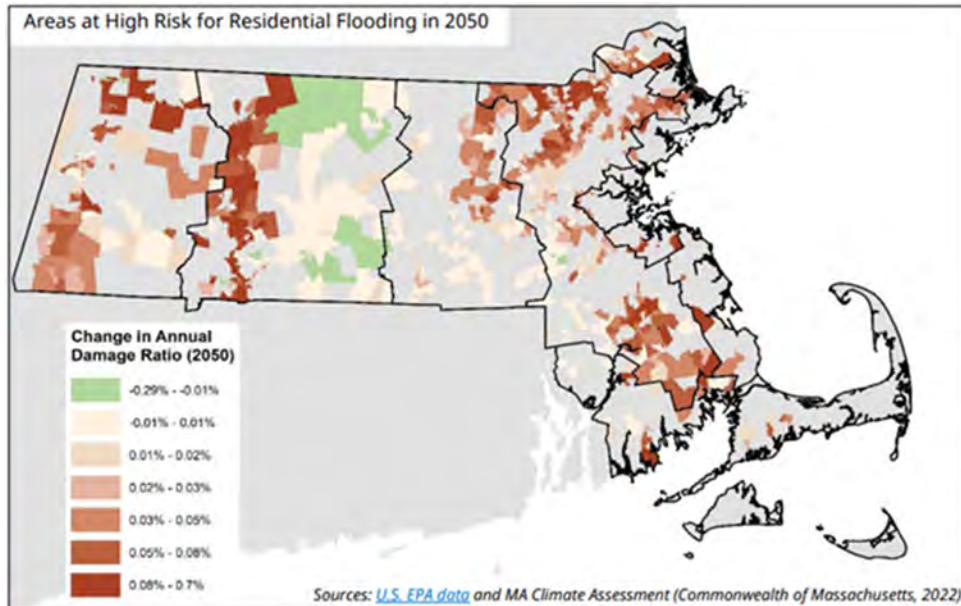 Areas at High Risk for Residential Flooding in 2050
Change in Annual
Damage Ratio (2050)
-0.29% - -0.01%
-0.01% - 0.01%
0.01% - 0.02%
0.02% - 0.03%
0.03% - 0.05%
0.05% - 0.08%
0.08% - 0.7%
Sources: U.S. EPA data and MA Climate Assessment (Commonwealth of Massachusetts, 2022)